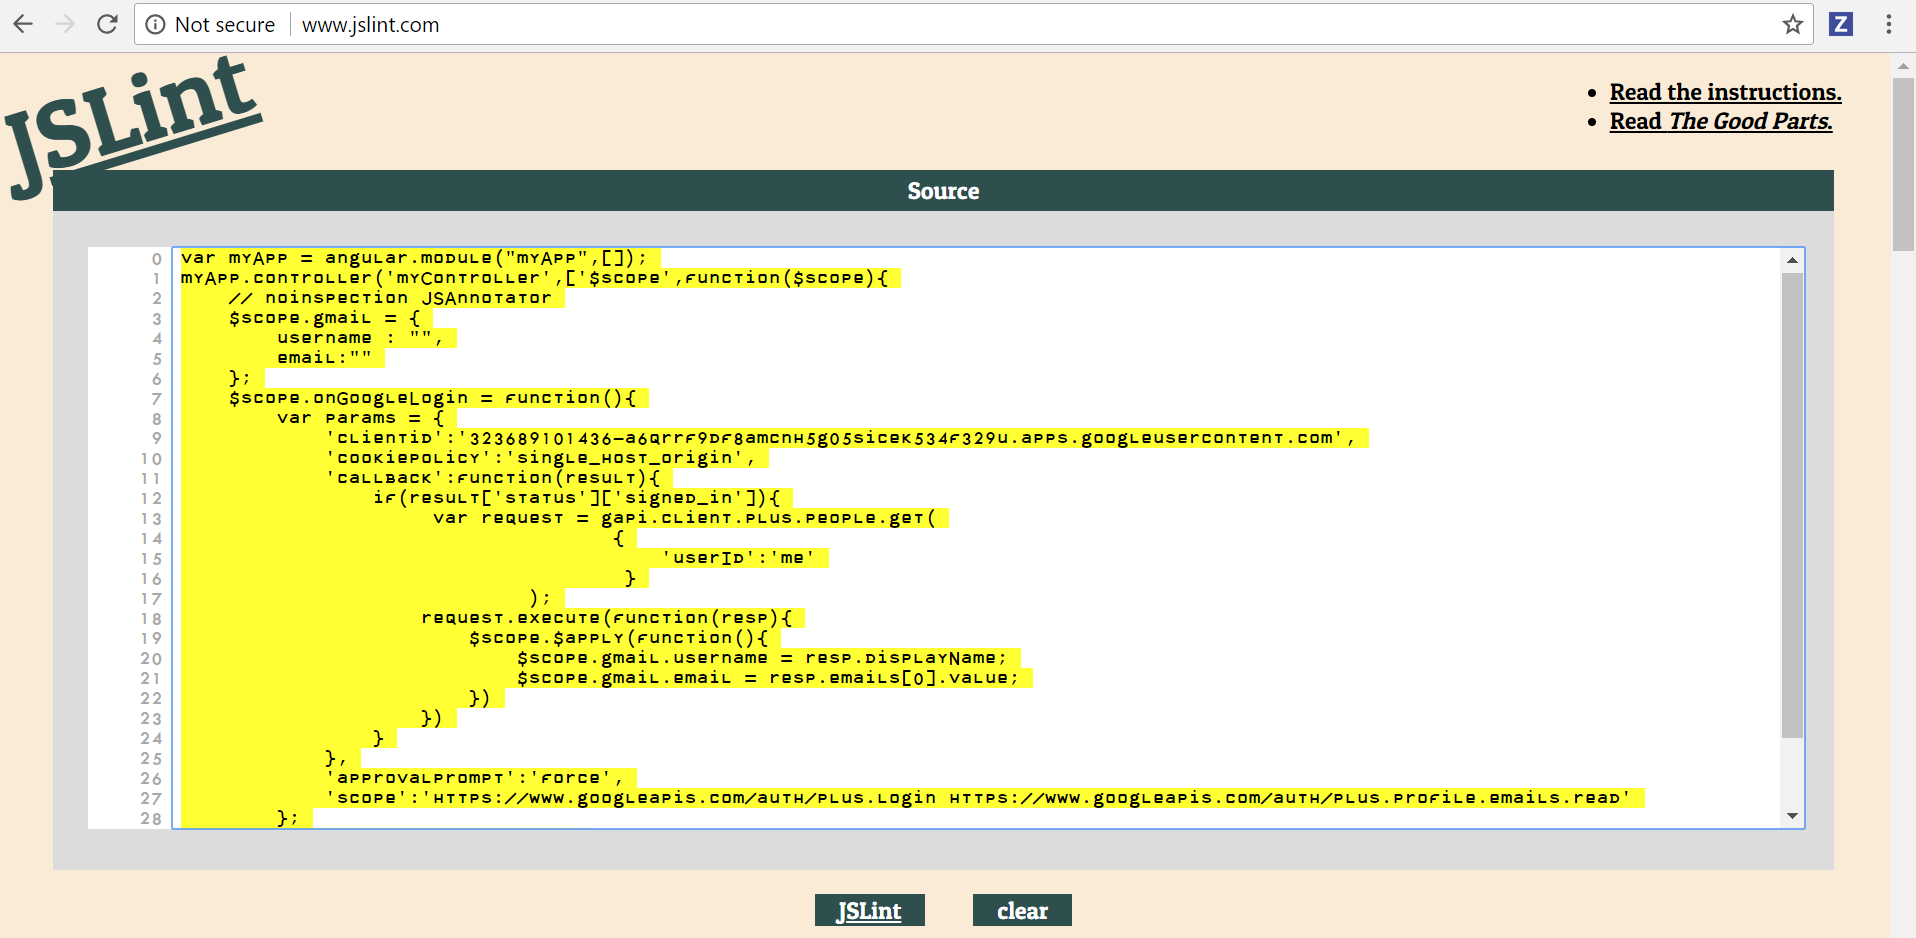 Not secure www.jslint.com
Z
JSLint
Read the instructions.
Read The Good Parts.
Source
0 var myApp = angular.module("myApp",[]);
1 myApp.controller('myController',['$scope',function($scope){
2     // noinspection JSAnnotator
3     $scope.gmail = {
4         username : "",
5         email:""
6     };
7     $scope.onGoogleLogin = function(){
8         var params = {
9             'clientid':'323689101436-a6qrrf9df8amcnh5g05sicek534f329u.apps.googleusercontent.com',
10             'cookiepolicy':'single_host_origin',
11             'callback':function(result){
12                 if(result['status']['signed_in']){
13                      var request = gapi.client.plus.people.get(
14                                     {
15                                         'userId':'me'
16                                      }
17                              );
18                     request.execute(function(resp){
19                         $scope.$apply(function(){
20                             $scope.gmail.username = resp.displayName;
21                             $scope.gmail.email = resp.emails[0].value;
22                         })
23                     })
24                 }
25             },
26             'approvalprompt':'force',
27             'scope':'https://www.googleapis.com/auth/plus.login https://www.googleapis.com/auth/plus.profile.emails.read'
28         };
JSLint clear